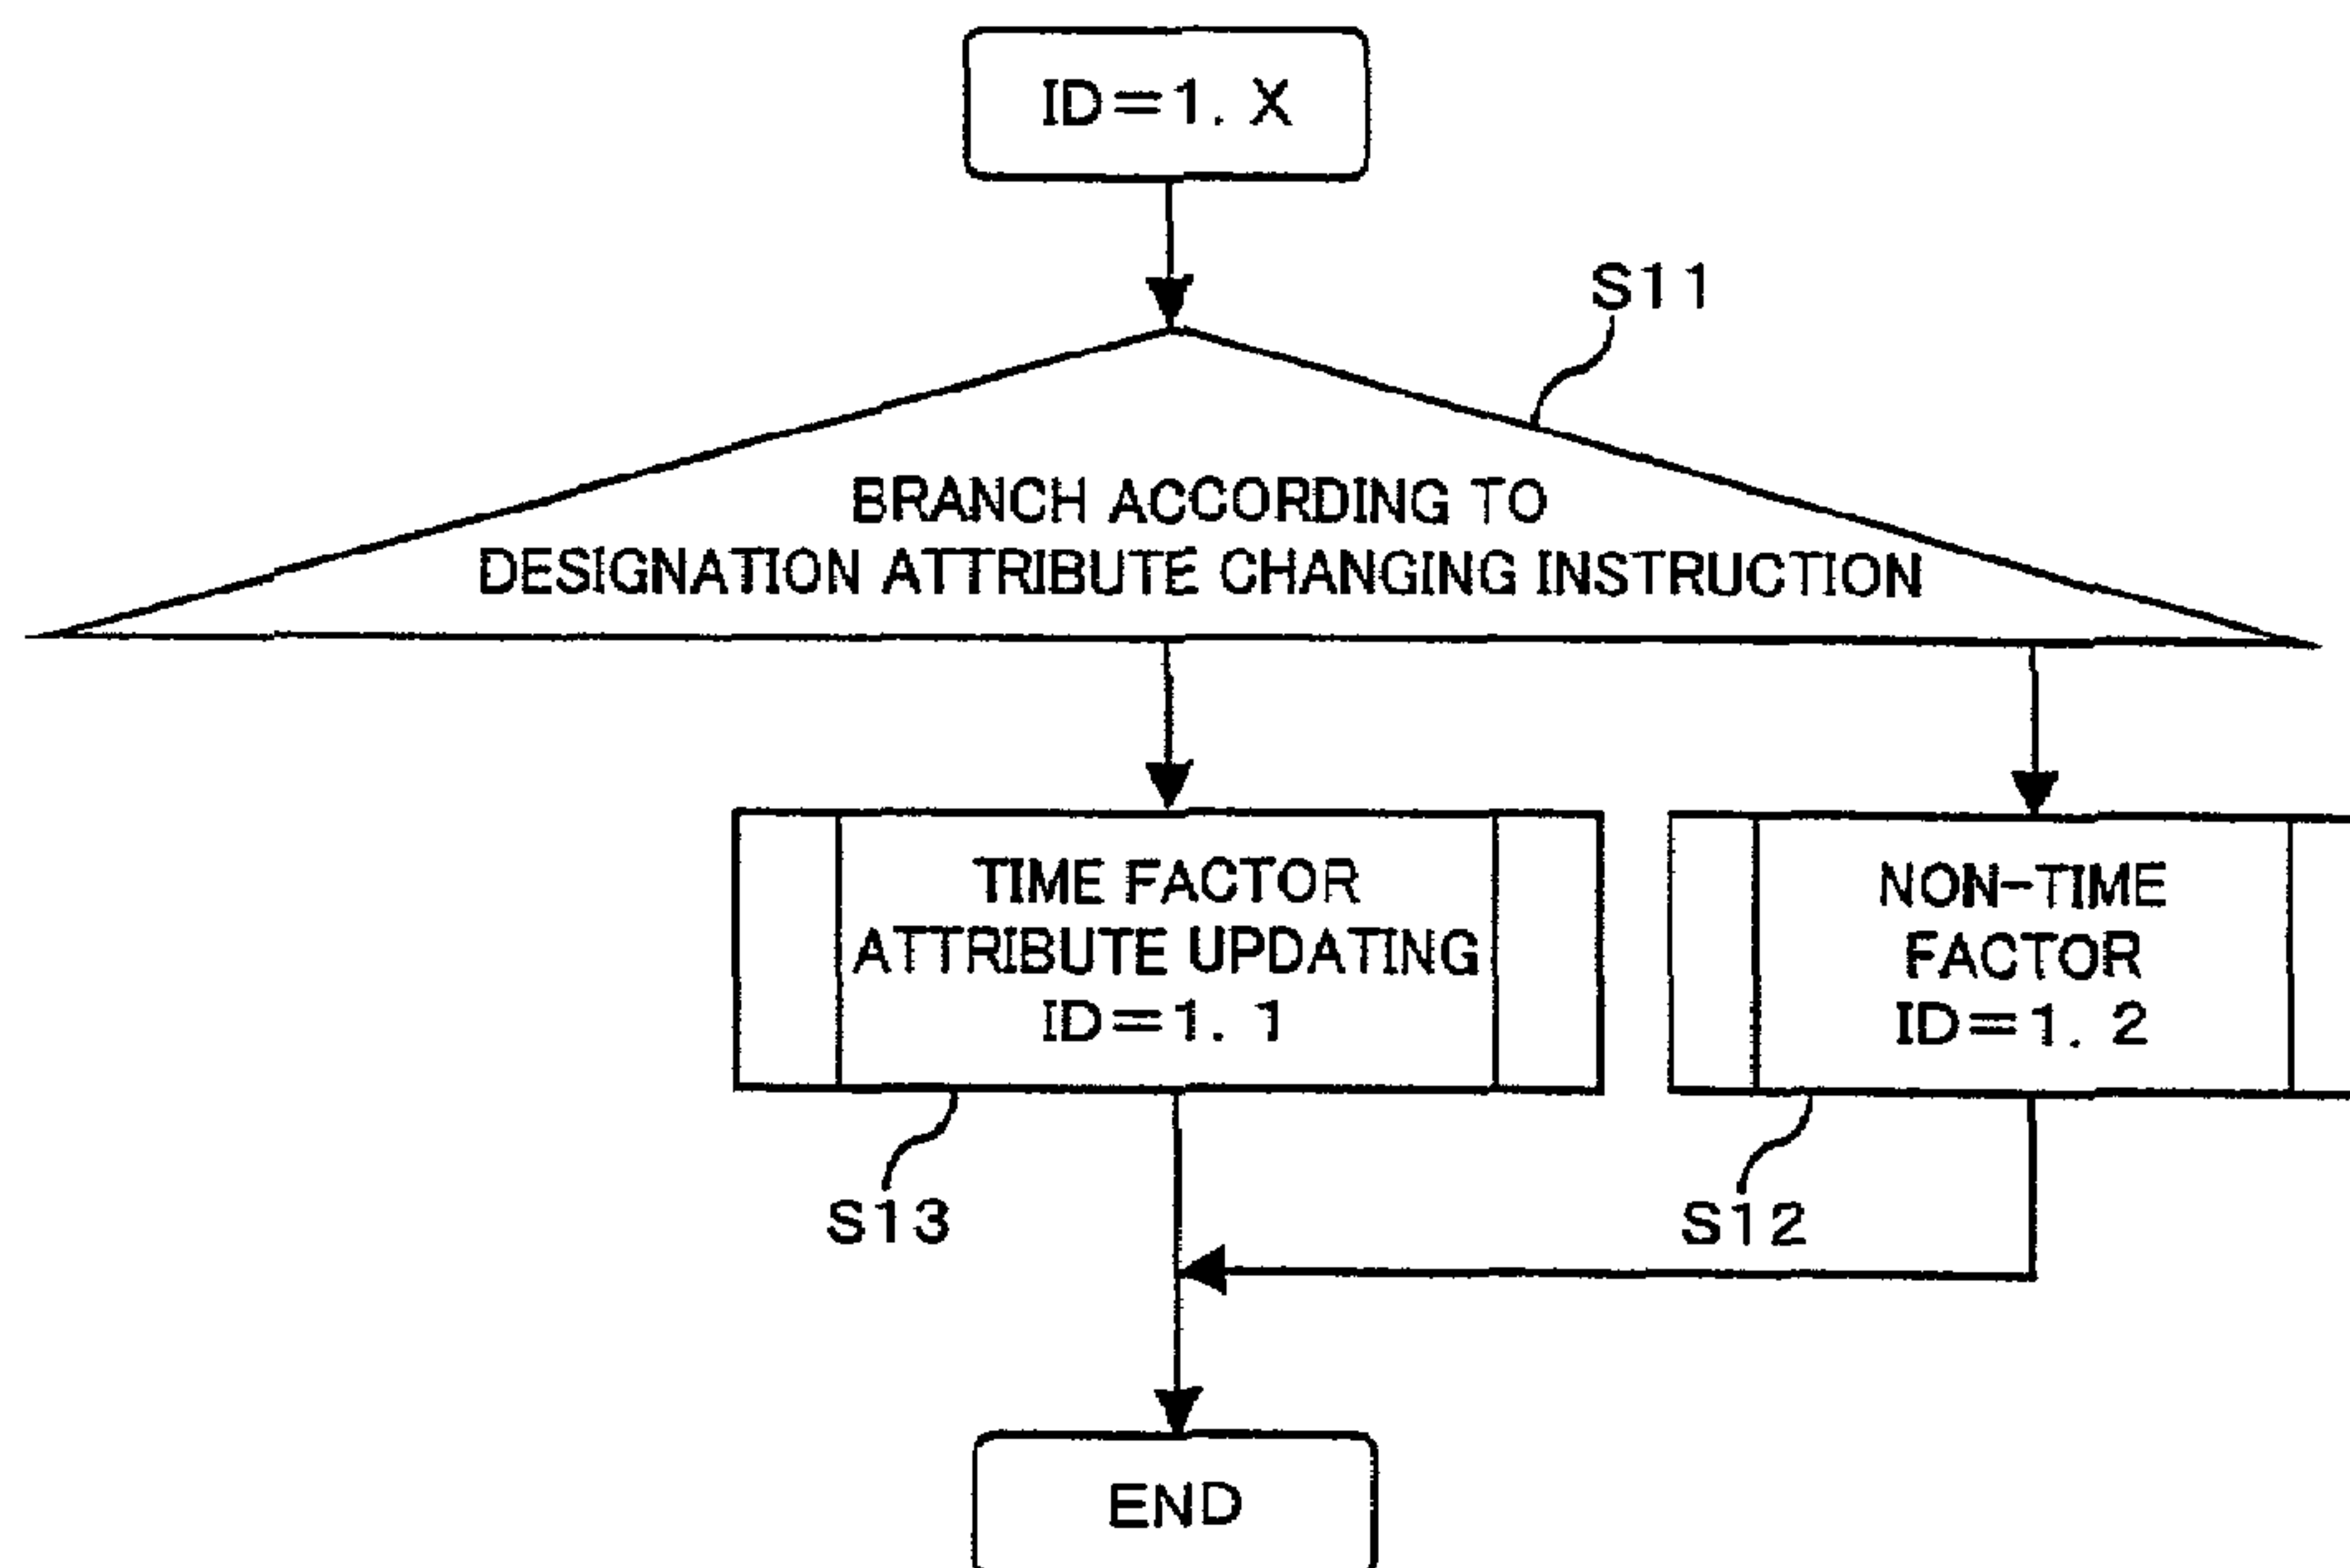 ID=1. X
S11
BRANCH ACCORDING TO
DESIGNATION ATTRIBUTE CHANGING INSTRUCTION
TIME FACTOR
ATTRIBUTE UPDATING
ID=1. 1
NON-TIME
FACTOR
ID=1. 2
S13
S12
END